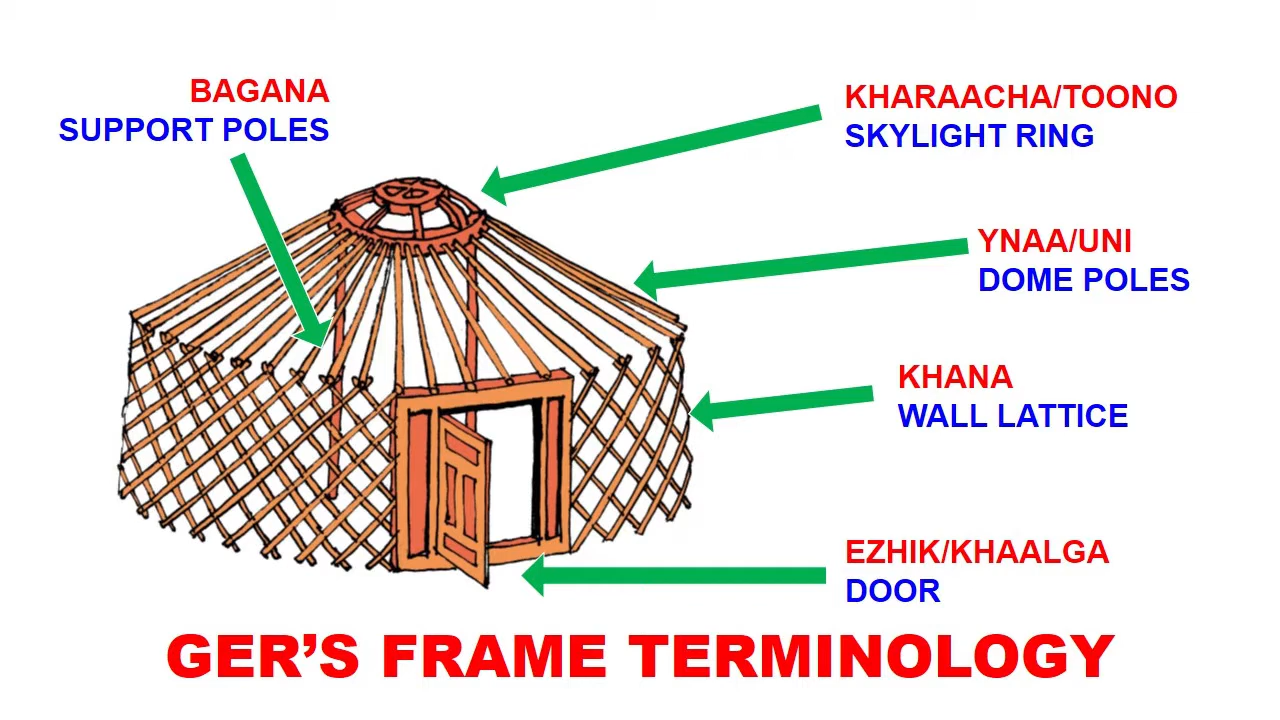 BAGANA
SUPPORT POLES
KHARAACHA/TOONO
SKYLIGHT RING
YNAA/UNI
DOME POLES
KHANA
WALL LATTICE
EZHIK/KHAALGA
DOOR
GER’S FRAME TERMINOLOGY